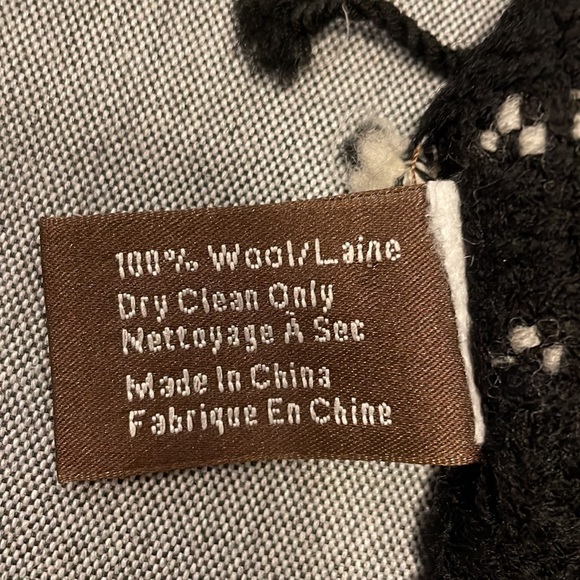 100% Wool/Laine
Dry Clean Only
Nettoyage À Sec
Made In China
Fabrique En Chine